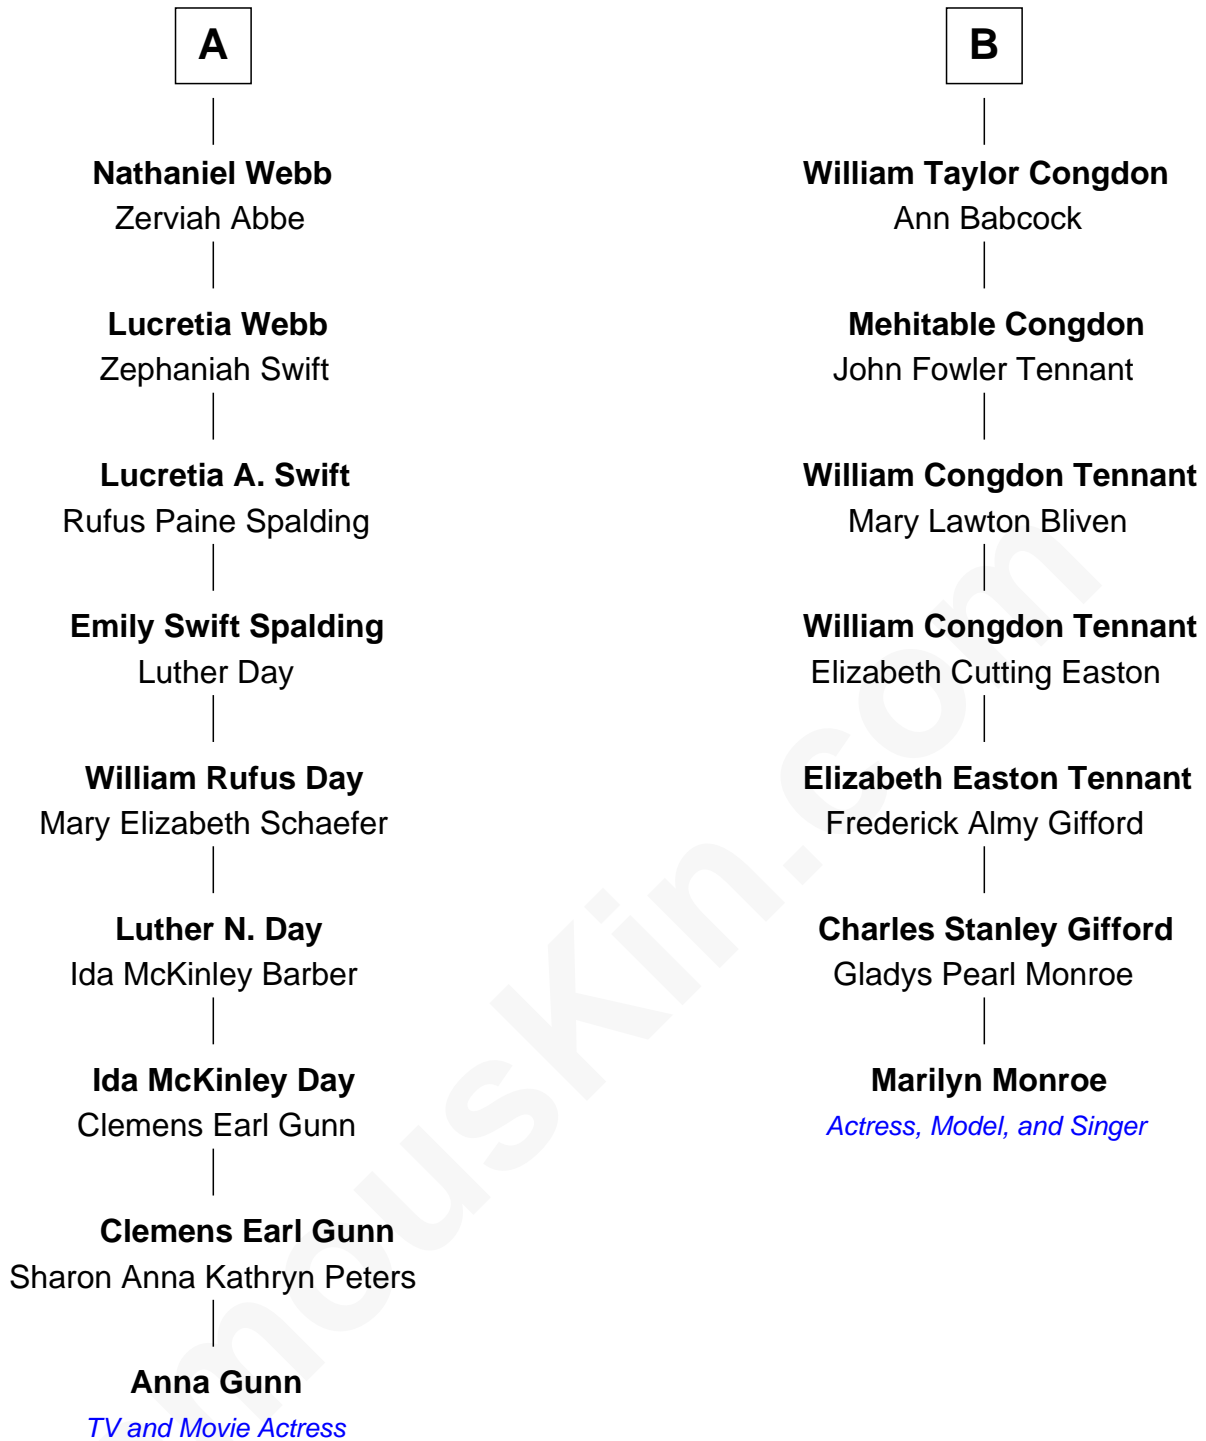 A
Nathaniel Webb
Zerviah Abbe
Lucretia Webb
Zephaniah Swift
Lucretia A. Swift
Rufus Paine Spalding
Emily Swift Spalding
Luther Day
William Rufus Day
Mary Elizabeth Schaefer
Luther N. Day
Ida McKinley Barber
Ida McKinley Day
Clemens Earl Gunn
Clemens Earl Gunn
Sharon Anna Kathryn Peters
Anna Gunn
TV and Movie Actress
B
William Taylor Congdon
Ann Babcock
Mehitable Congdon
John Fowler Tennant
William Congdon Tennant
Mary Lawton Bliven
William Congdon Tennant
Elizabeth Cutting Easton
Elizabeth Easton Tennant
Frederick Almy Gifford
Charles Stanley Gifford
Gladys Pearl Monroe
Marilyn Monroe
Actress, Model, and Singer
mousKin.com